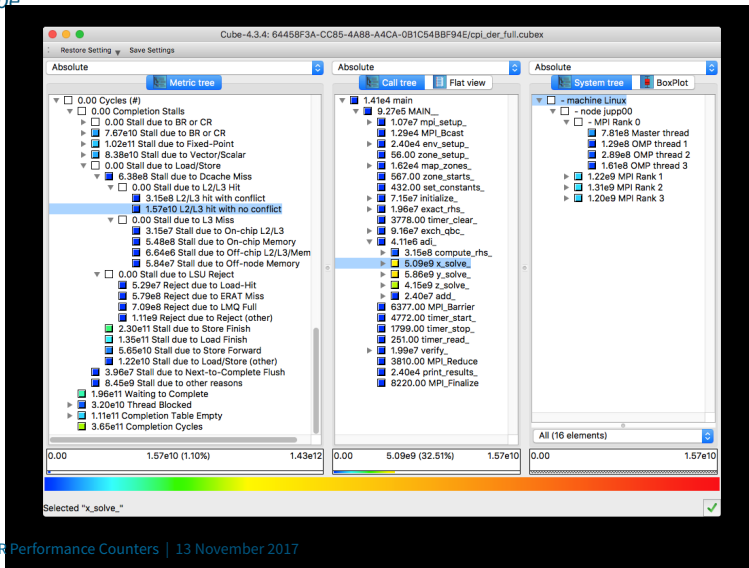 Cube-4.3.4: 64458F3A-CC85-4A88-A4CA-0B1C54BBF94E/cpi_der_full.cubex
Restore Setting Save Settings
Absolute
Metric tree
0.00 Cycles (#)
0.00 Completion Stalls
0.00 Stall due to BR or CR
7.67e10 Stall due to BR or CR
1.02e11 Stall due to Fixed-Point
8.38e10 Stall due to Vector/Scalar
0.00 Stall due to Load/Store
6.38e8 Stall due to Dcache Miss
0.00 Stall due to L2/L3 Hit
3.15e8 L2/L3 hit with conflict
1.57e10 L2/L3 hit with no conflict
0.00 Stall due to L3 Miss
3.15e7 Stall due to On-chip L2/L3
5.48e8 Stall due to On-chip Memory
6.64e6 Stall due to Off-chip L2/L3/Mem
5.84e7 Stall due to Off-node Memory
0.00 Stall due to LSU Reject
5.29e7 Reject due to Load-Hit
5.79e8 Reject due to ERAT Miss
7.09e8 Reject due to LMQ Full
1.11e9 Reject due to Reject (other)
2.30e11 Stall due to Store Finish
1.35e11 Stall due to Load Finish
5.65e10 Stall due to Store Forward
1.22e10 Stall due to Load/Store (other)
3.96e7 Stall due to Next-to-Complete Flush
8.45e9 Stall due to other reasons
1.96e11 Waiting to Complete
3.20e10 Thread Blocked
1.11e11 Completion Table Empty
3.65e11 Completion Cycles
0.00 1.57e10 (1.10%) 1.43e12
Absolute
Call tree Flat view
1.41e4 main
9.27e5 MAIN__
1.07e7 mpi_setup_
1.29e4 MPI_Bcast
2.40e4 env_setup_
56.00 zone_setup_
1.62e4 map_zones_
567.00 zone_starts_
432.00 set_constants_
7.15e7 initialize_
1.96e7 exact_rhs_
3778.00 timer_clear_
9.16e7 exch_qbc_
4.11e6 adi_
3.15e8 compute_rhs_
5.09e9 x_solve_
5.86e9 y_solve_
4.15e9 z_solve_
2.40e7 add_
6377.00 MPI_Barrier
4772.00 timer_start_
1799.00 timer_stop_
251.00 timer_read_
1.99e7 verify_
3810.00 MPI_Reduce
2.40e4 print_results_
8220.00 MPI_Finalize
0.00 5.09e9 (32.51%) 1.57e10
Absolute
System tree BoxPlot
- machine Linux
- node jupp00
- MPI Rank 0
7.81e8 Master thread
1.29e8 OMP thread 1
2.89e8 OMP thread 2
1.61e8 OMP thread 3
1.22e9 MPI Rank 1
1.31e9 MPI Rank 2
1.20e9 MPI Rank 3
All (16 elements)
0.00 1.57e10
Selected "x_solve_"
R Performance Counters | 13 November 2017